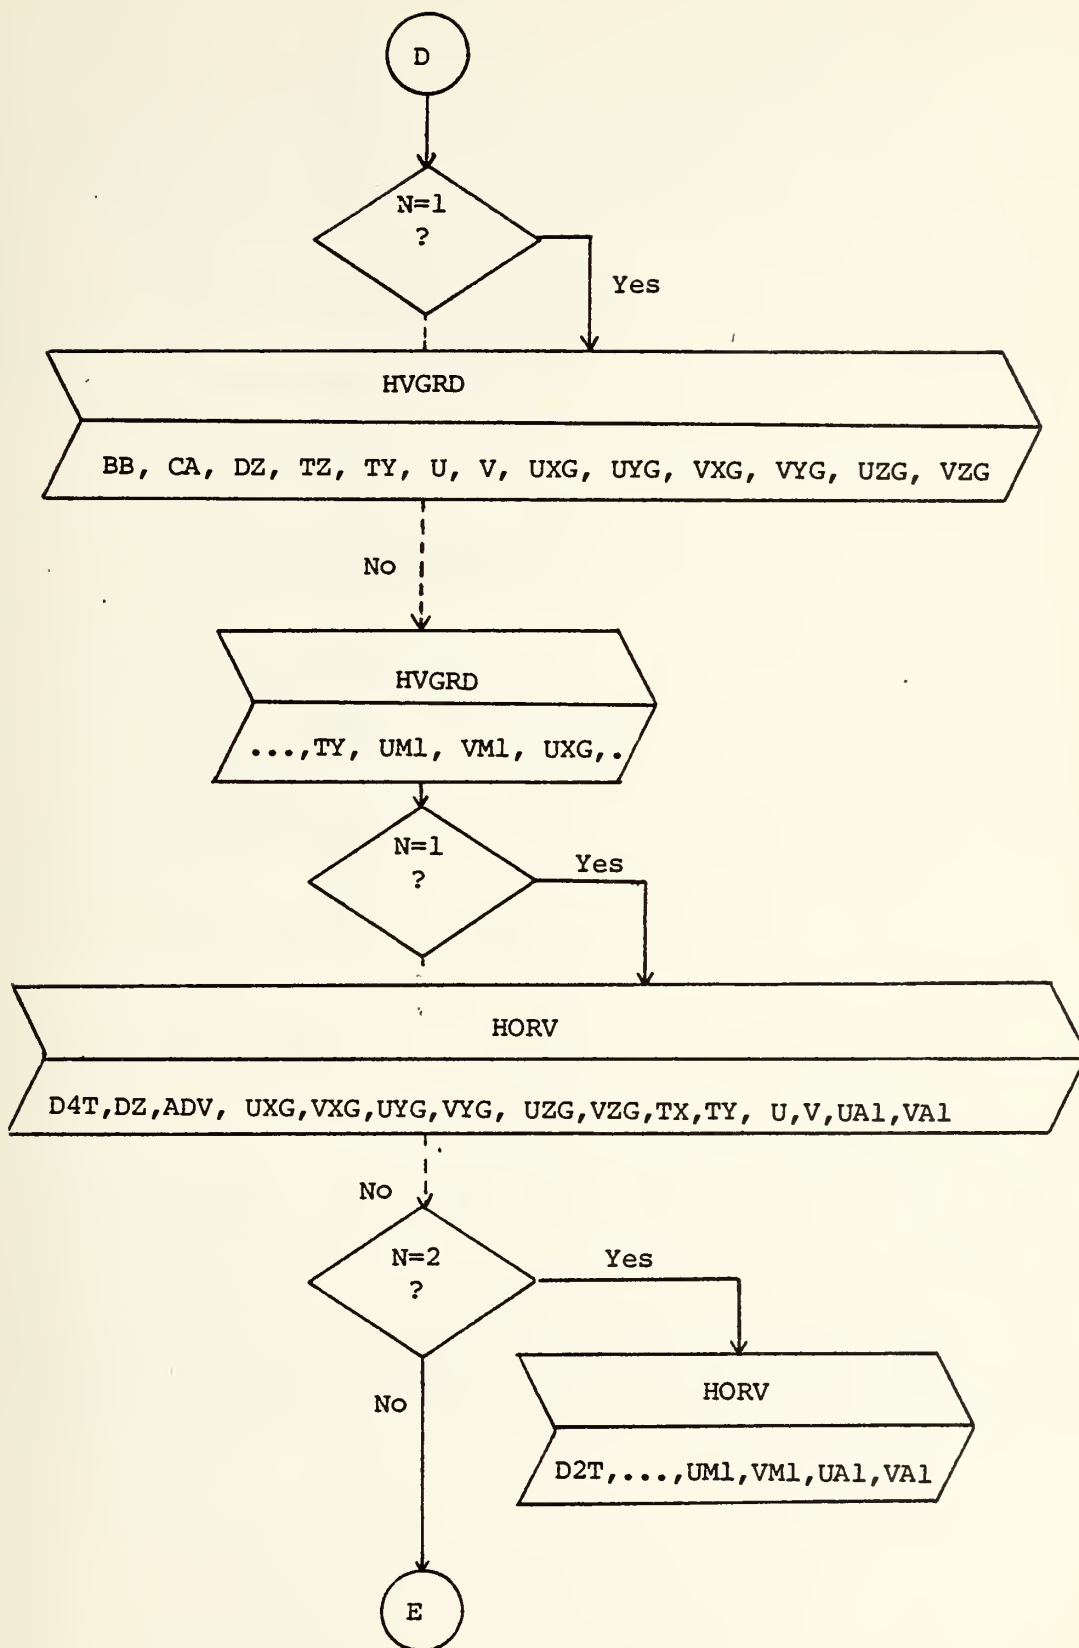 D
N=1
?
Yes
HVGRD
BB, CA, DZ, TZ, TY, U, V, UXG, UYG, VXG, VYG, UZG, VZG
No
HVGRD
...,TY, UM1, VM1, UXG,.
N=1
?
Yes
HORV
D4T,DZ,ADV, UXG,VXG,UYG,VYG, UZG,VZG,TX,TY, U,V,UA1,VA1
No
N=2
?
Yes
No
HORV
D2T,...,UM1,VM1,UA1,VA1
E